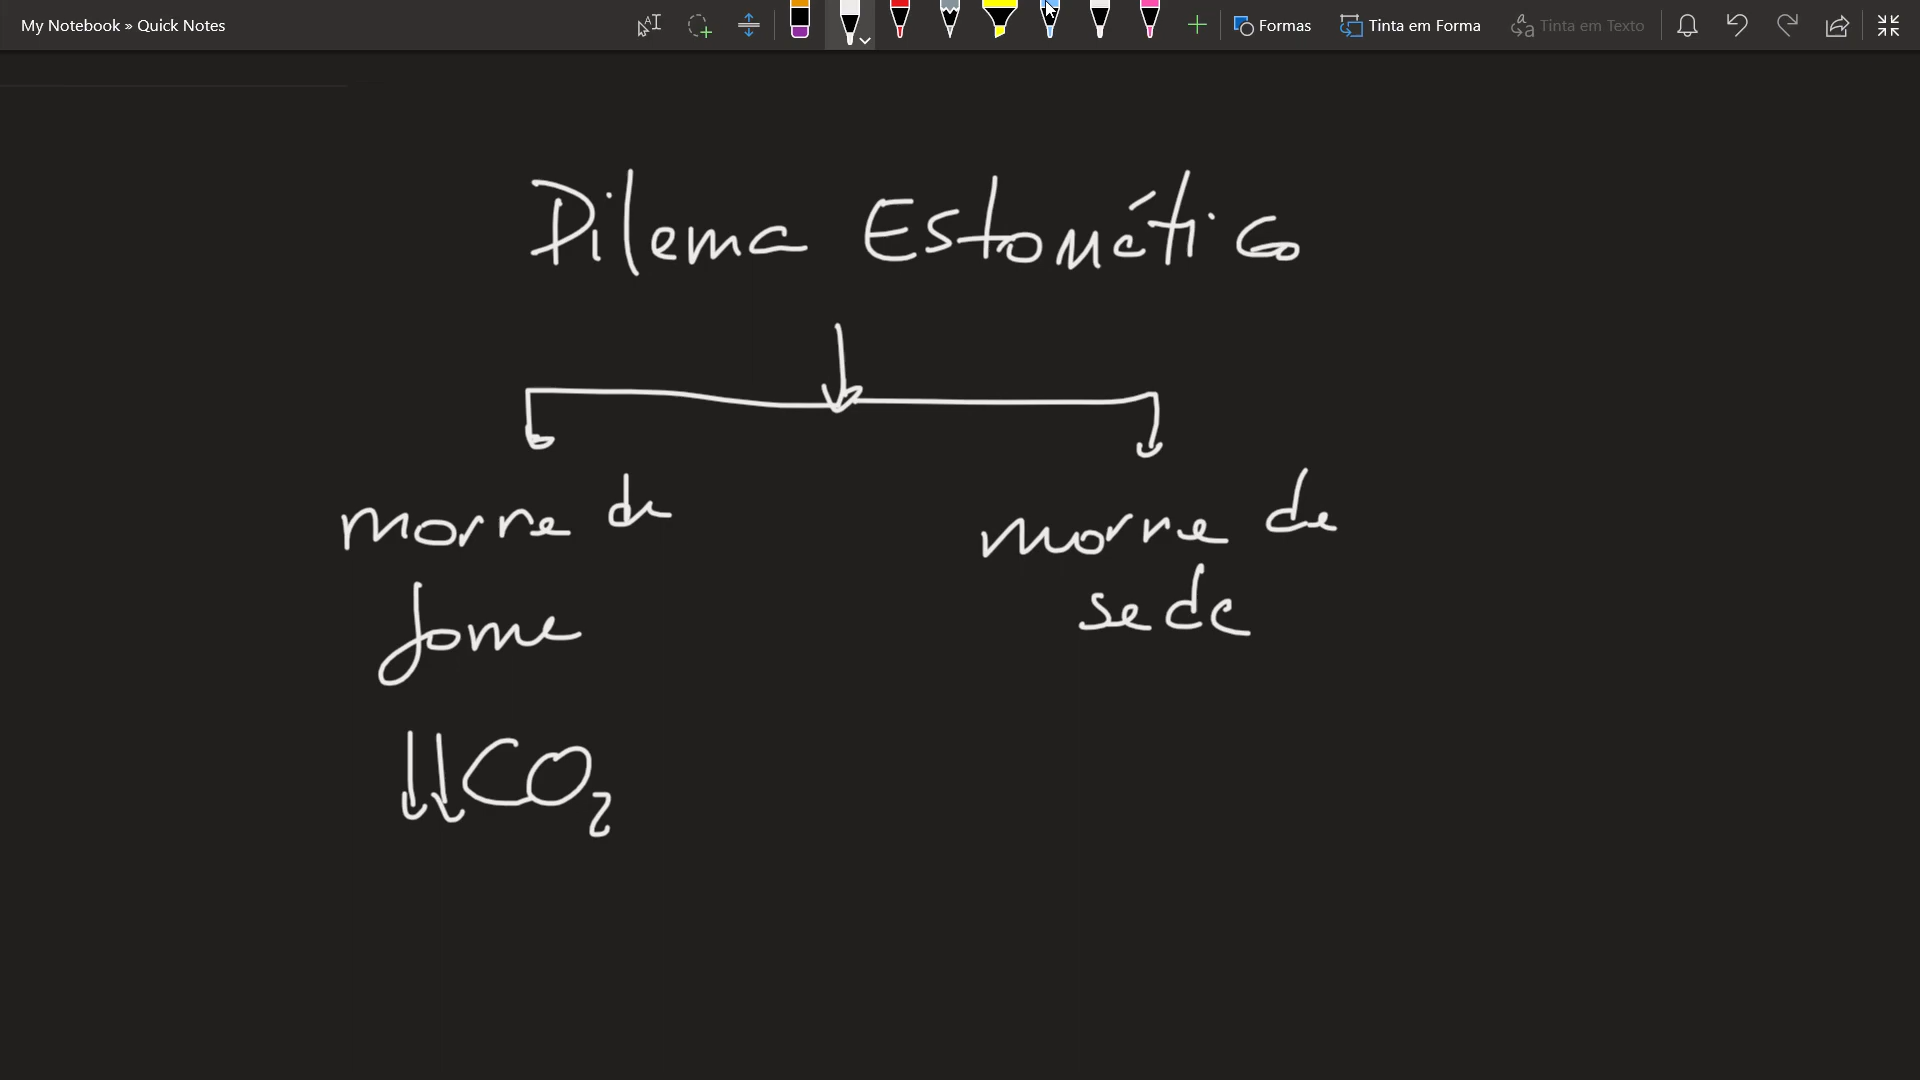 My Notebook » Quick Notes
Formas
Tinta em Forma
Tinta em Texto
Dilema Estomático
morre de
fome
↓↓CO₂
morre de
sede